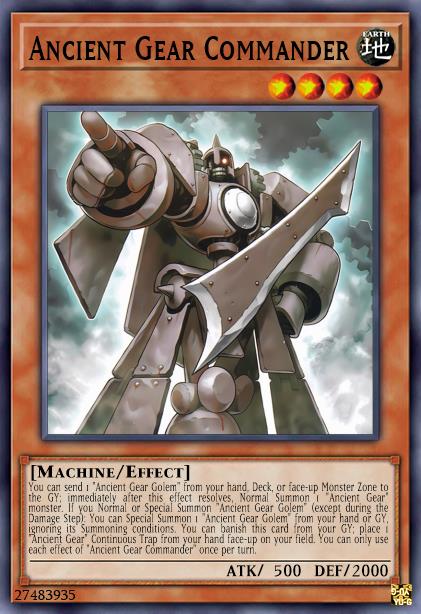 ANCIENT GEAR COMMANDER
EARTH
地
[MACHINE/EFFECT]
You can send 1 "Ancient Gear Golem" from your hand, Deck, or face-up Monster Zone to
the GY; immediately after this effect resolves, Normal Summon 1 "Ancient Gear"
monster. If you Normal or Special Summon "Ancient Gear Golem" (except during the
Damage Step): You can Special Summon 1 "Ancient Gear Golem" from your hand or GY,
ignoring its Summoning conditions. You can banish this card from your GY; place 1
"Ancient Gear" Continuous Trap from your hand face-up on your field. You can only use
each effect of "Ancient Gear Commander" once per turn.
ATK/ 500 DEF/2000
27483935